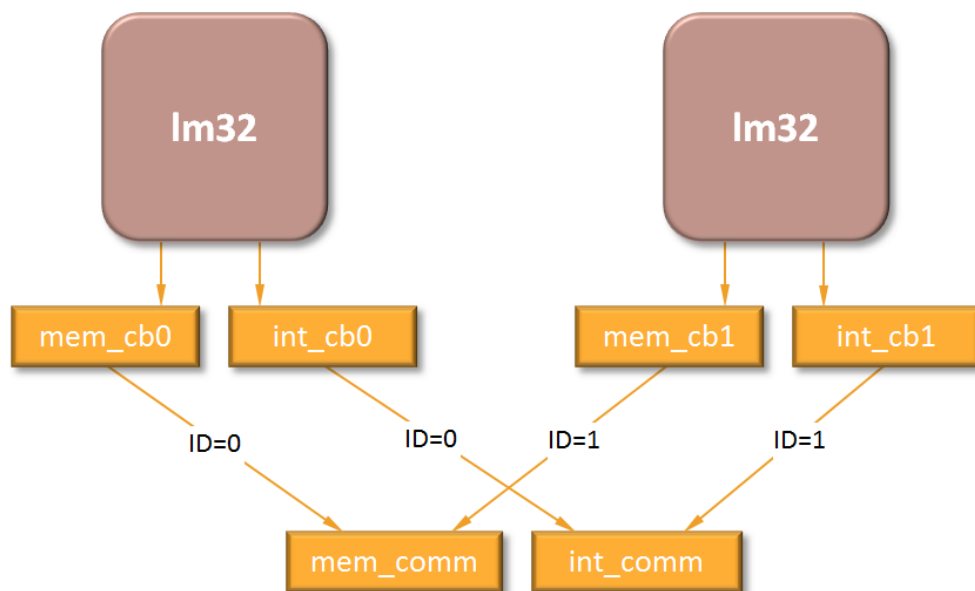 lm32
lm32
mem_cb0
int_cb0
mem_cb1
int_cb1
ID=0
ID=0
ID=1
ID=1
mem_comm
int_comm